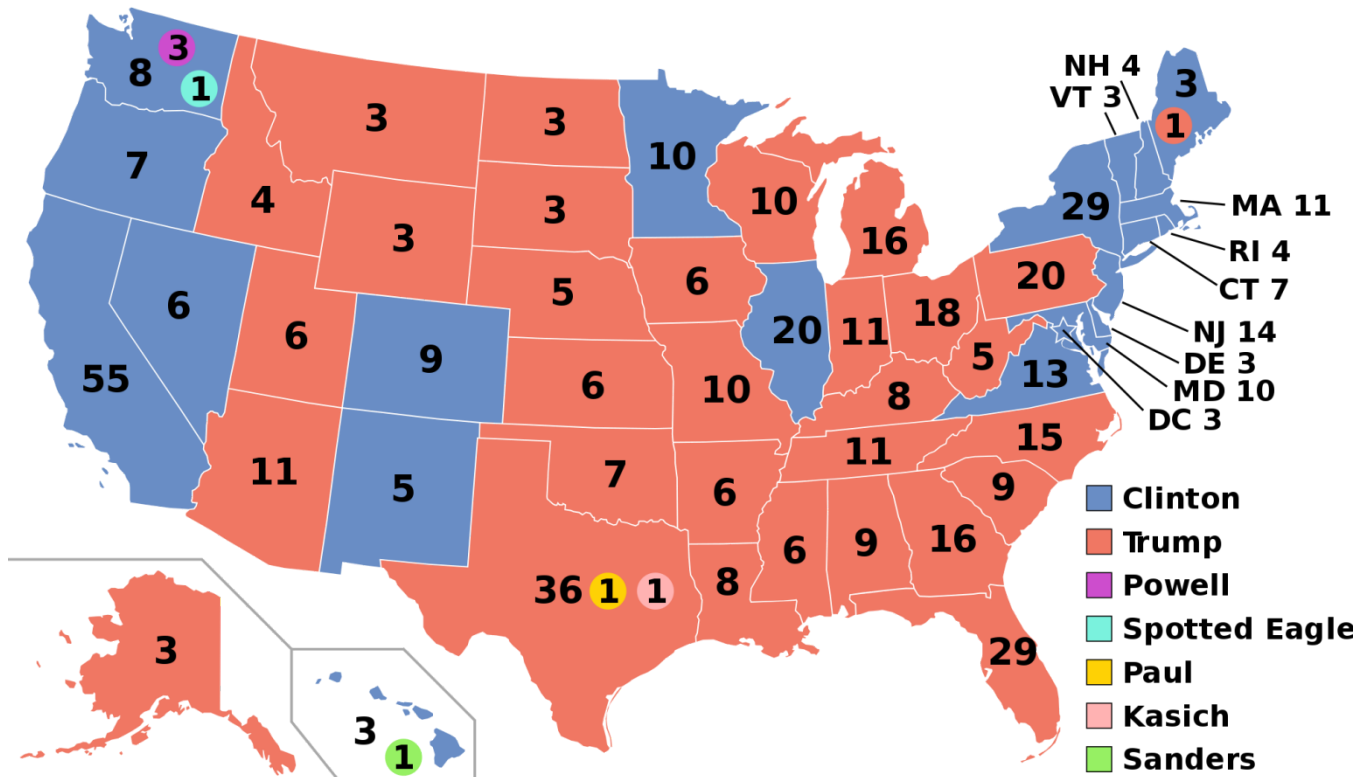 3
8
1
7
3
3
10
NH 4
VT 3
3
1
4
3
3
10
16
29
MA 11
RI 4
CT 7
NJ 14
DE 3
MD 10
DC 3
55
6
6
9
5
6
6
10
20
11
18
20
5
13
8
11
5
7
6
11
15
9
6
9
16
8
36 1 1
29
3
3
1
Clinton
Trump
Powell
Spotted Eagle
Paul
Kasich
Sanders